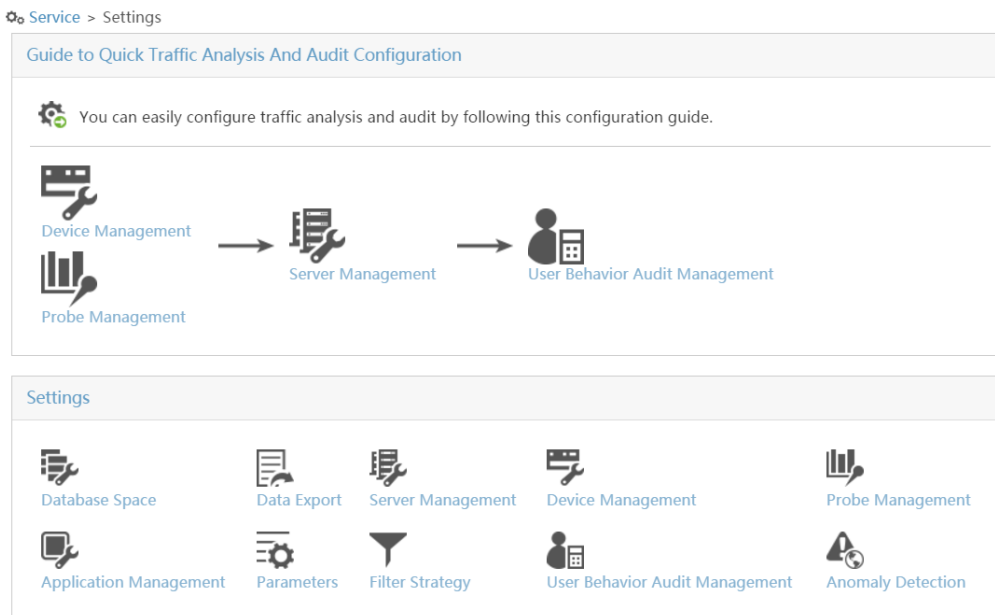 Service > Settings
Guide to Quick Traffic Analysis And Audit Configuration
You can easily configure traffic analysis and audit by following this configuration guide.
Device Management
Probe Management
Server Management
User Behavior Audit Management
Settings
Database Space
Data Export
Server Management
Device Management
Probe Management
Application Management
Parameters
Filter Strategy
User Behavior Audit Management
Anomaly Detection